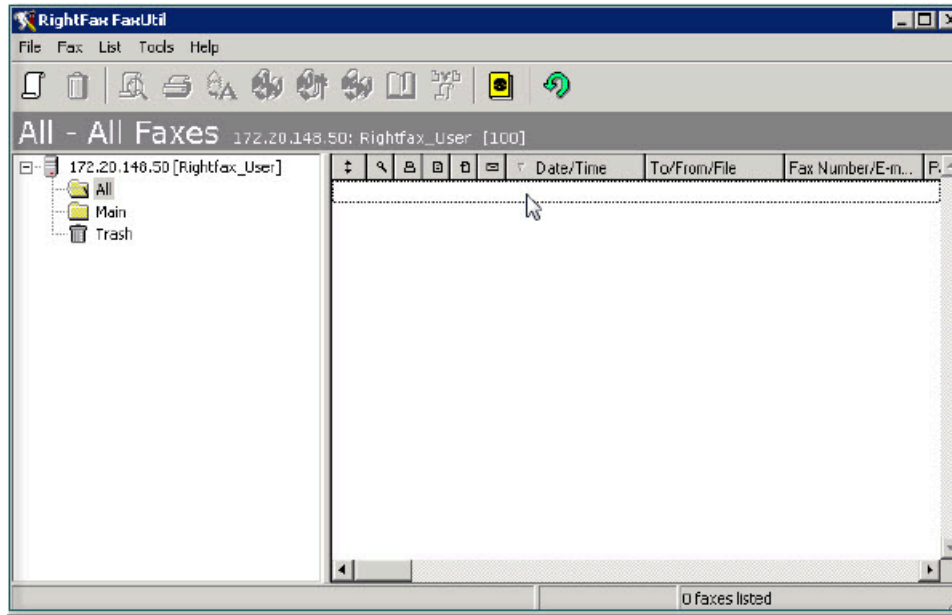 RightFax FaxUtil
File Fax List Tools Help
All - All Faxes 172.20.148.50: Rightfax_User [100]
172.20.148.50 [Rightfax_User]
All
Main
Trash
Date/Time To/From/File Fax Number/E-m... P.
0 faxes listed